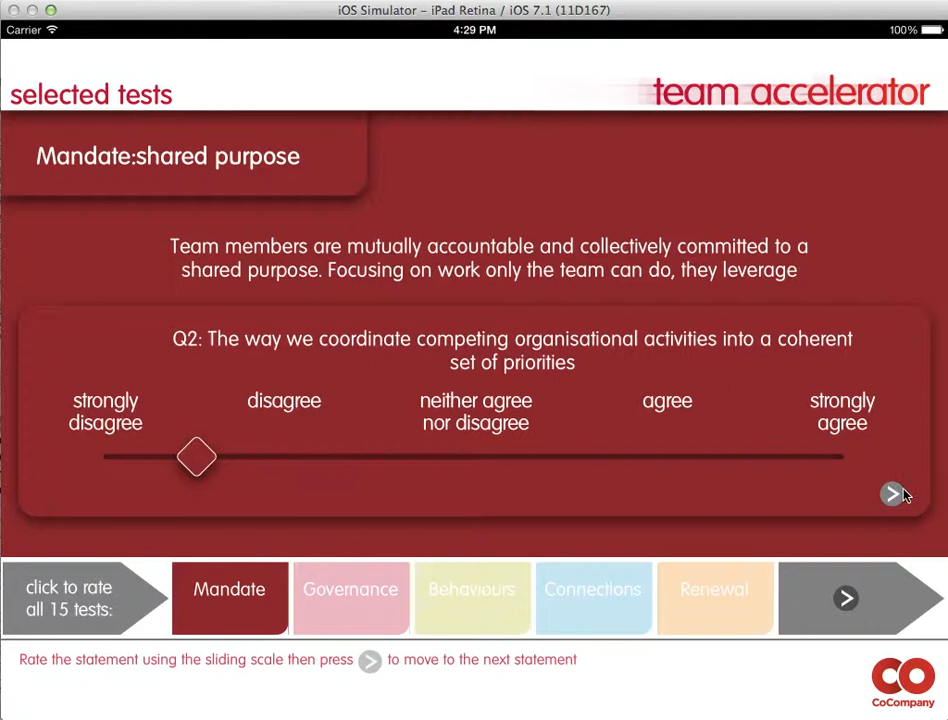 iOS Simulator – iPad Retina / iOS 7.1 (11D167)
Carrier 4:29 PM 100%
selected tests
team accelerator
Mandate:shared purpose
Team members are mutually accountable and collectively committed to a
shared purpose. Focusing on work only the team can do, they leverage
Q2: The way we coordinate competing organisational activities into a coherent
set of priorities
strongly
disagree
disagree
neither agree
nor disagree
agree
strongly
agree
click to rate
all 15 tests:
Mandate
Governance
Behaviours
Connections
Renewal
Rate the statement using the sliding scale then press > to move to the next statement
CO
CoCompany